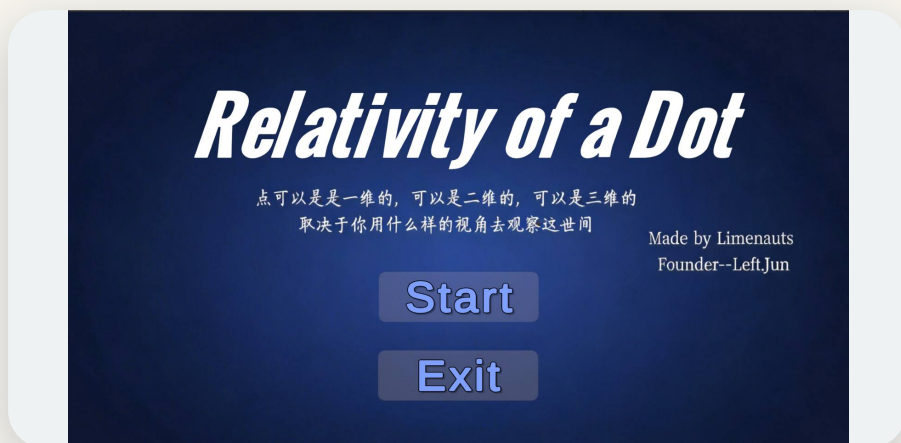 Relativity of a Dot
点可以是是一维的，可以是二维的，可以是三维的
取决于你用什么样的视角去观察这世间
Made by Limenauts
Founder--Left.Jun
Start
Exit